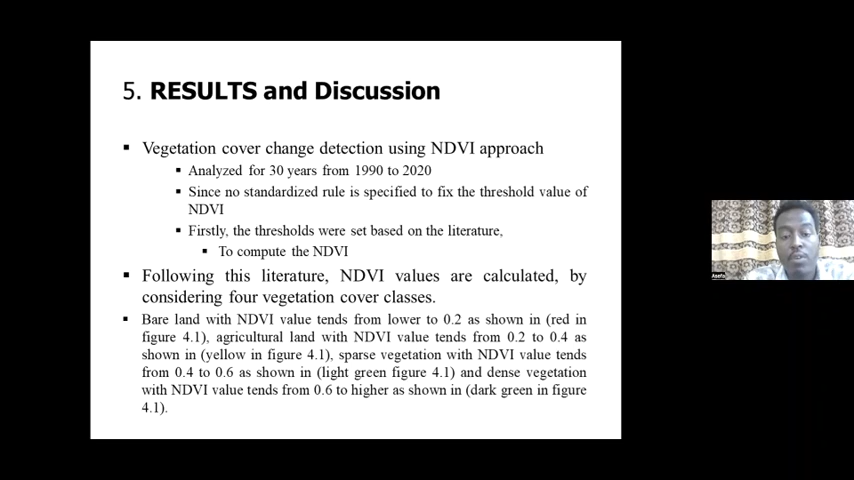 5. RESULTS and Discussion
▪ Vegetation cover change detection using NDVI approach
▪ Analyzed for 30 years from 1990 to 2020
▪ Since no standardized rule is specified to fix the threshold value of
NDVI
▪ Firstly, the thresholds were set based on the literature,
▪ To compute the NDVI
▪ Following this literature, NDVI values are calculated, by
considering four vegetation cover classes.
▪ Bare land with NDVI value tends from lower to 0.2 as shown in (red in
figure 4.1), agricultural land with NDVI value tends from 0.2 to 0.4 as
shown in (yellow in figure 4.1), sparse vegetation with NDVI value tends
from 0.4 to 0.6 as shown in (light green figure 4.1) and dense vegetation
with NDVI value tends from 0.6 to higher as shown in (dark green in figure
4.1).
Asefa